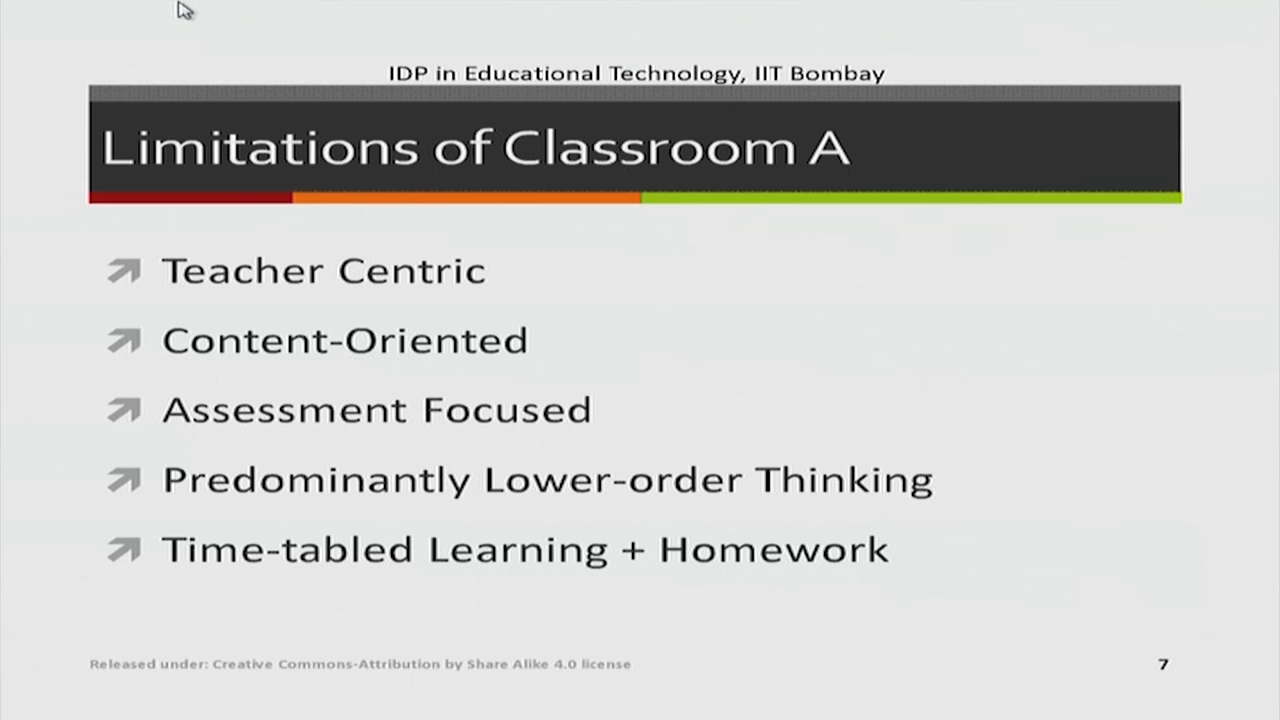 IDP in Educational Technology, IIT Bombay
Limitations of Classroom A
Teacher Centric
Content-Oriented
Assessment Focused
Predominantly Lower-order Thinking
Time-tabled Learning + Homework
Released under: Creative Commons-Attribution by Share Alike 4.0 license
7